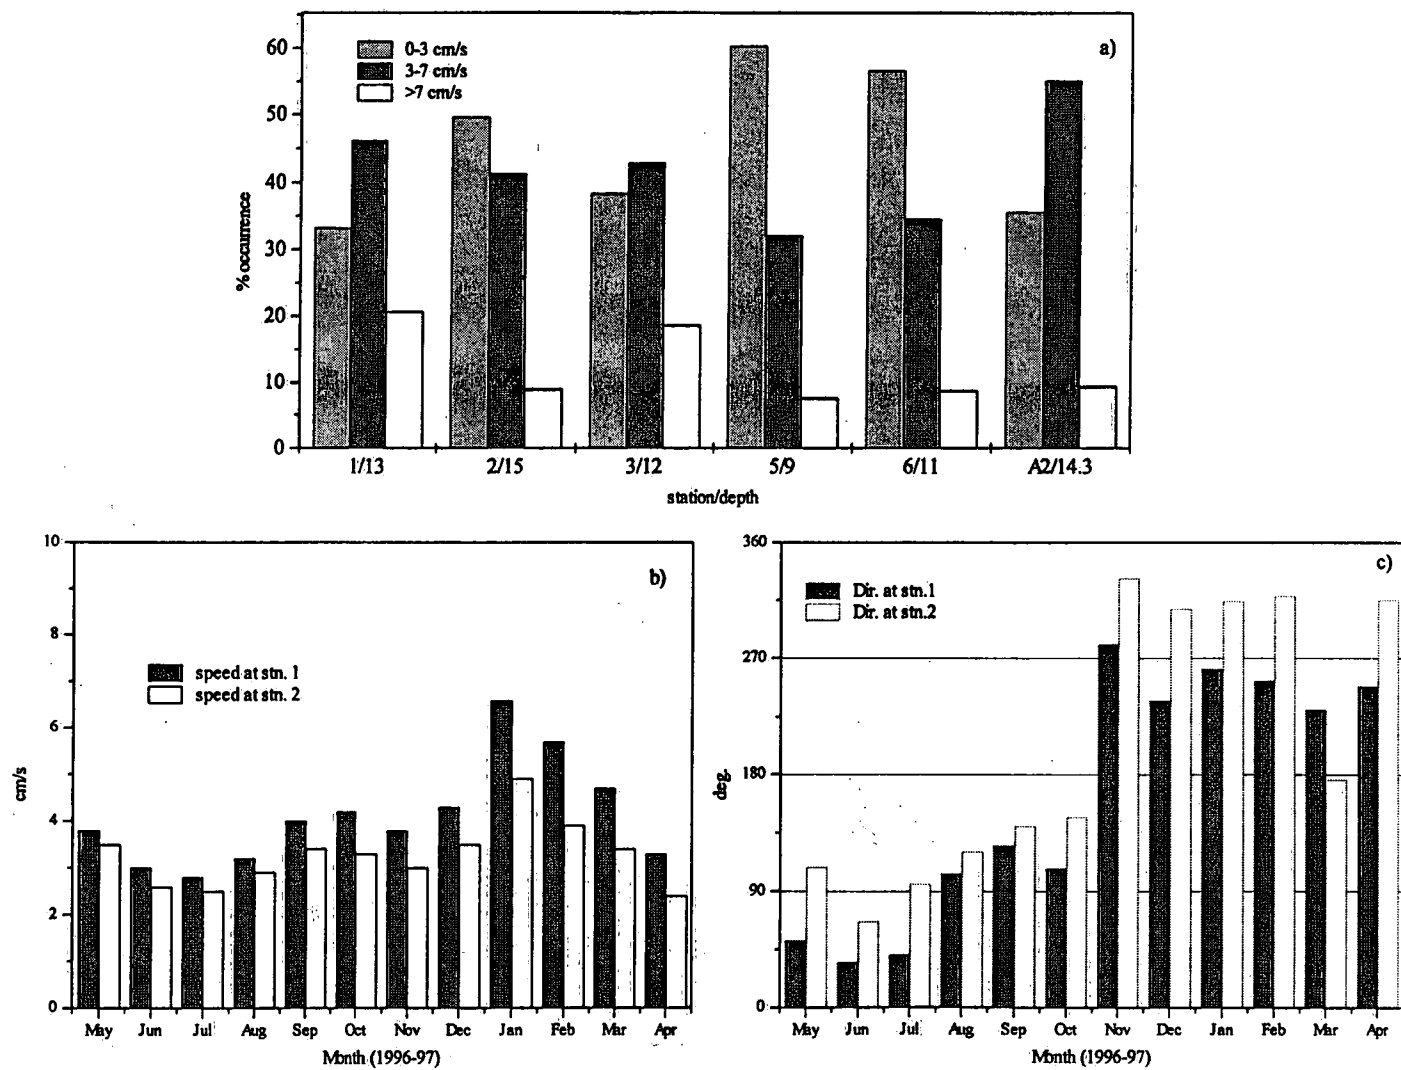 a)
0-3 cm/s
3-7 cm/s
>7 cm/s
60
50
40
30
20
10
0
% occurrence
1/13 2/15 3/12 5/9 6/11 A2/14.3
station/depth
b)
speed at stn. 1
speed at stn. 2
10
8
6
4
2
0
cm/s
May Jun Jul Aug Sep Oct Nov Dec Jan Feb Mar Apr
Month (1996-97)
c)
Dir. at stn.1
Dir. at stn.2
360
270
180
90
0
deg.
May Jun Jul Aug Sep Oct Nov Dec Jan Feb Mar Apr
Month (1996-97)